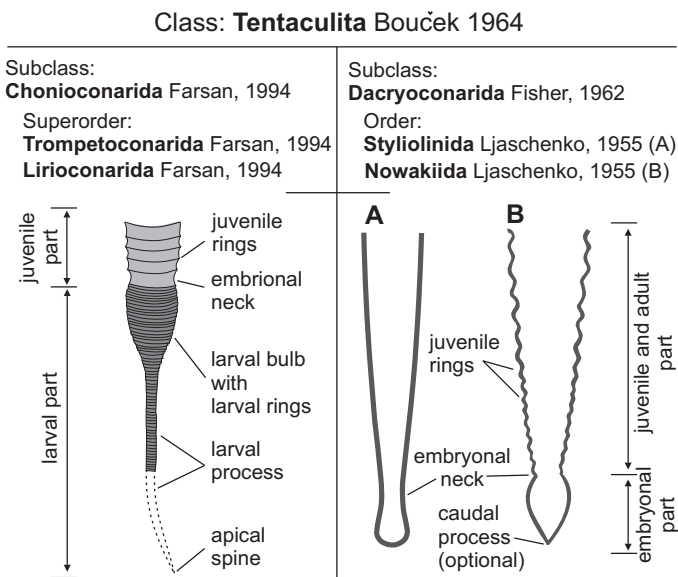 Class: Tentaculita Bouček 1964
Subclass:
Chonioconarida Farsan, 1994
Superorder:
Trompetoconarida Farsan, 1994
Lirioconarida Farsan, 1994
Subclass:
Dacryoconarida Fisher, 1962
Order:
Styliolinida Ljaschenko, 1955 (A)
Nowakiida Ljaschenko, 1955 (B)
juvenile
part
larval part
juvenile
rings
embrional
neck
larval bulb
with
larval rings
larval
process
apical
spine
A
B
juvenile
rings
embryonal
neck
caudal
process
(optional)
juvenile and adult
part
embryonal
part